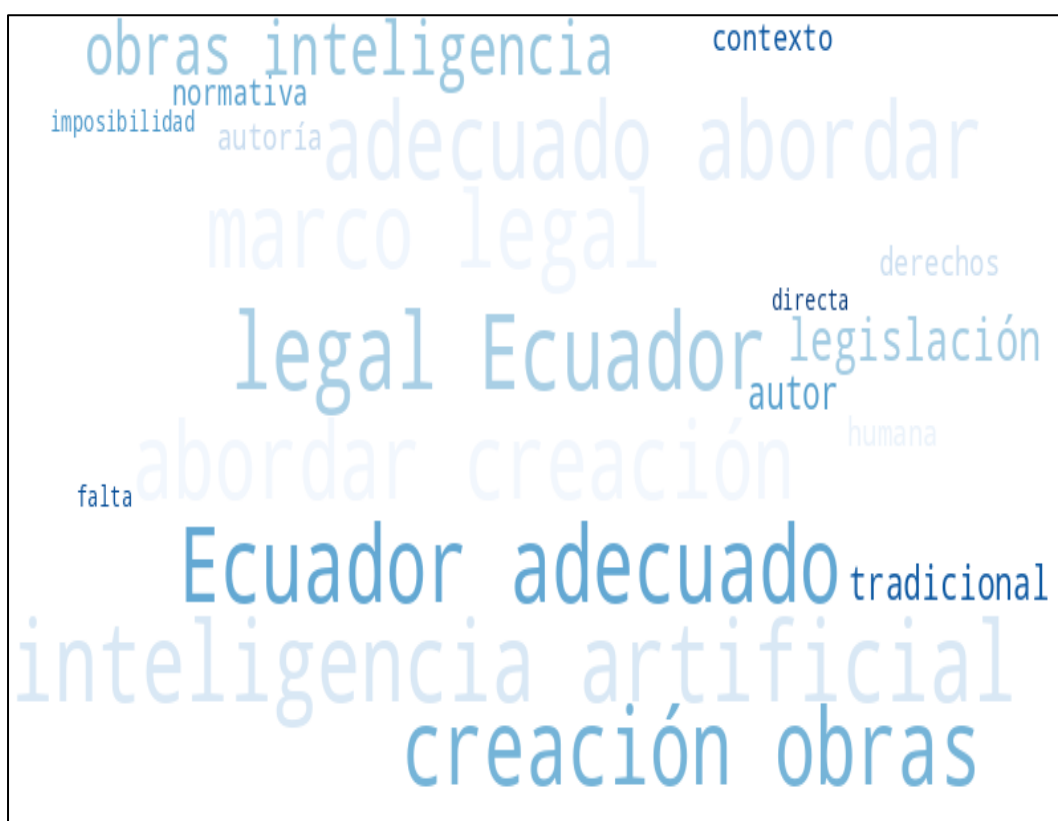 obras inteligencia
contexto
normativa
imposibilidad
autoría
adecuado abordar
marco legal
derechos
directa
legal Ecuador
legislación
autor
abordar creación
humana
falta
Ecuador adecuado
tradicional
inteligencia artificial
creación obras